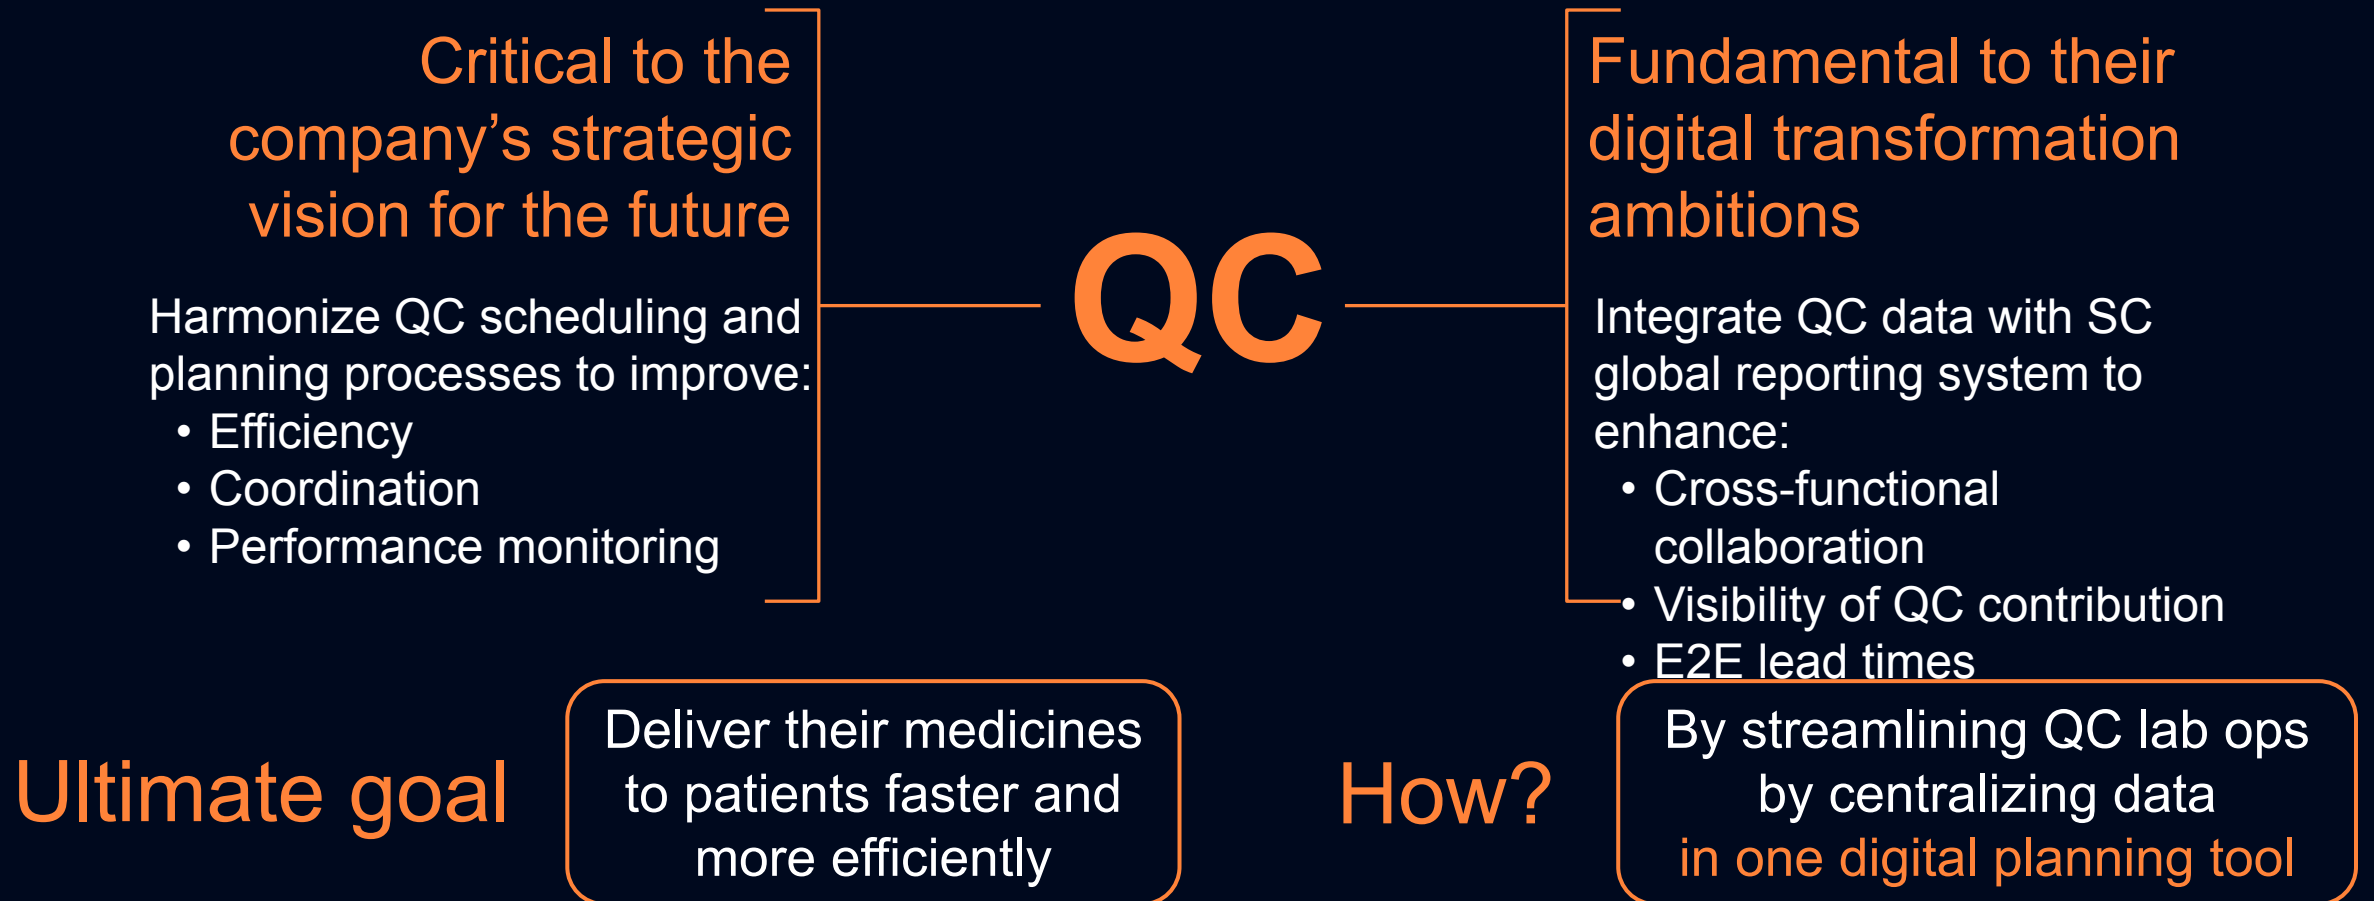 Critical to the
company’s strategic
vision for the future
Harmonize QC scheduling and
planning processes to improve:
• Efficiency
• Coordination
• Performance monitoring
QC
Fundamental to their
digital transformation
ambitions
Integrate QC data with SC
global reporting system to
enhance:
• Cross-functional
collaboration
• Visibility of QC contribution
• E2E lead times
Ultimate goal
Deliver their medicines
to patients faster and
more efficiently
How?
By streamlining QC lab ops
by centralizing data
in one digital planning tool